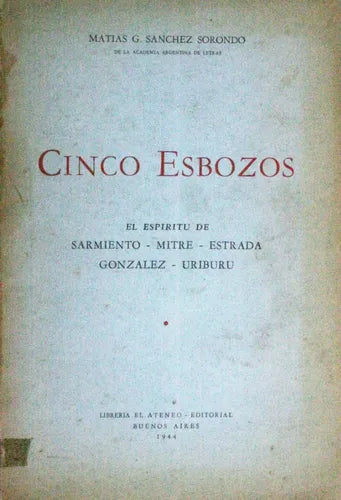 MATIAS G. SANCHEZ SORONDO
DE LA ACADEMIA ARGENTINA DE LETRAS
CINCO ESBOZOS
EL ESPIRITU DE
SARMIENTO - MITRE - ESTRADA
GONZALEZ - URIBURU
LIBRERIA EL ATENEO - EDITORIAL
BUENOS AIRES
1944